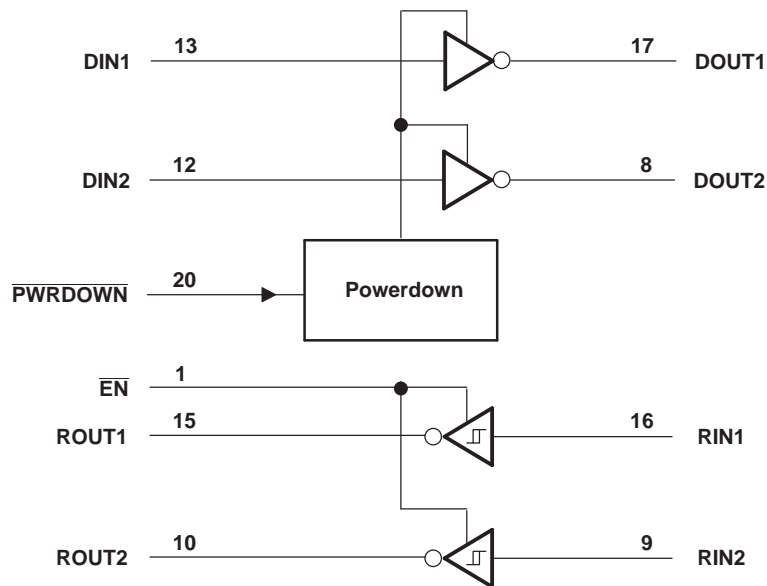 DIN1 13 17 DOUT1
DIN2 12 8 DOUT2
PWRDOWN 20 Powerdown
EN 1
ROUT1 15 16 RIN1
ROUT2 10 9 RIN2